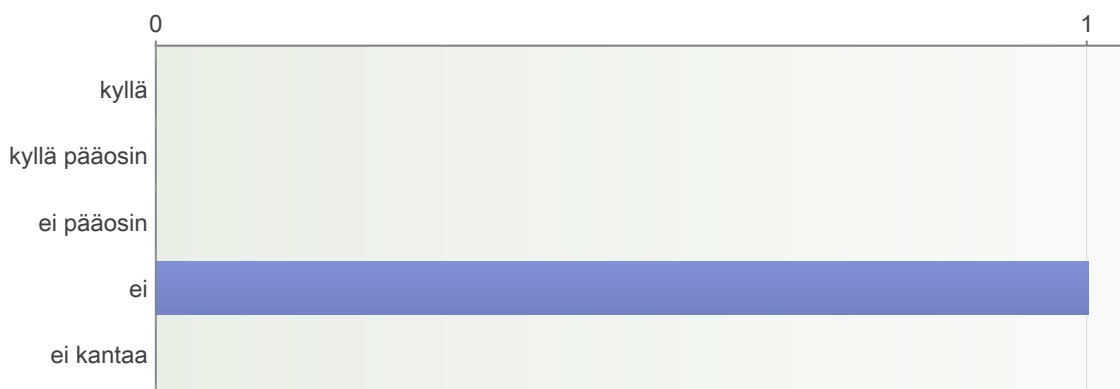 0 1
kyllä
kyllä pääosin
ei pääosin
ei
ei kantaa